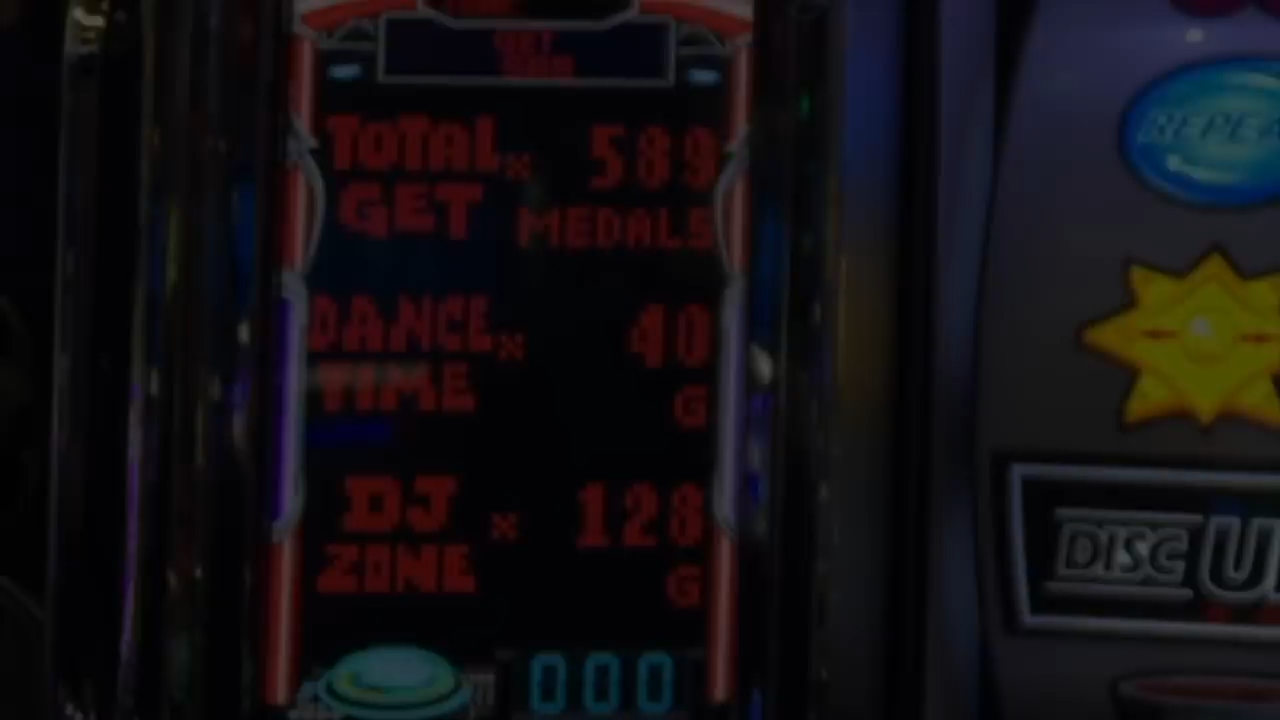 TOTAL × 589
GET MEDALS
DANCE × 40
TIME G
DJ × 128
ZONE G
000
DISC